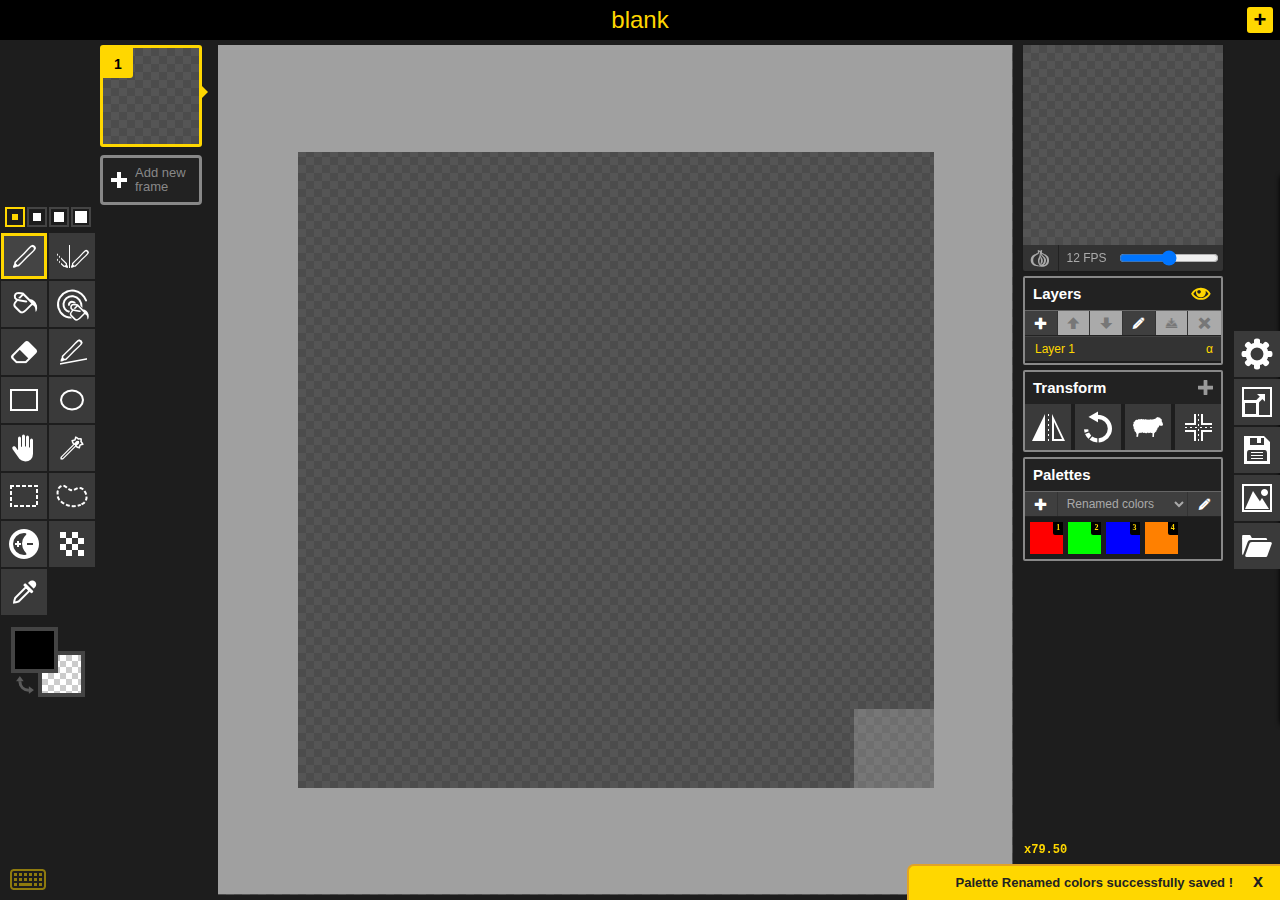 blank
+
1
Add new
frame
12 FPS
Layers
Layer 1
α
Transform
Palettes
Renamed colors
1
2
3
4
x79.50
Palette Renamed colors successfully saved !
X